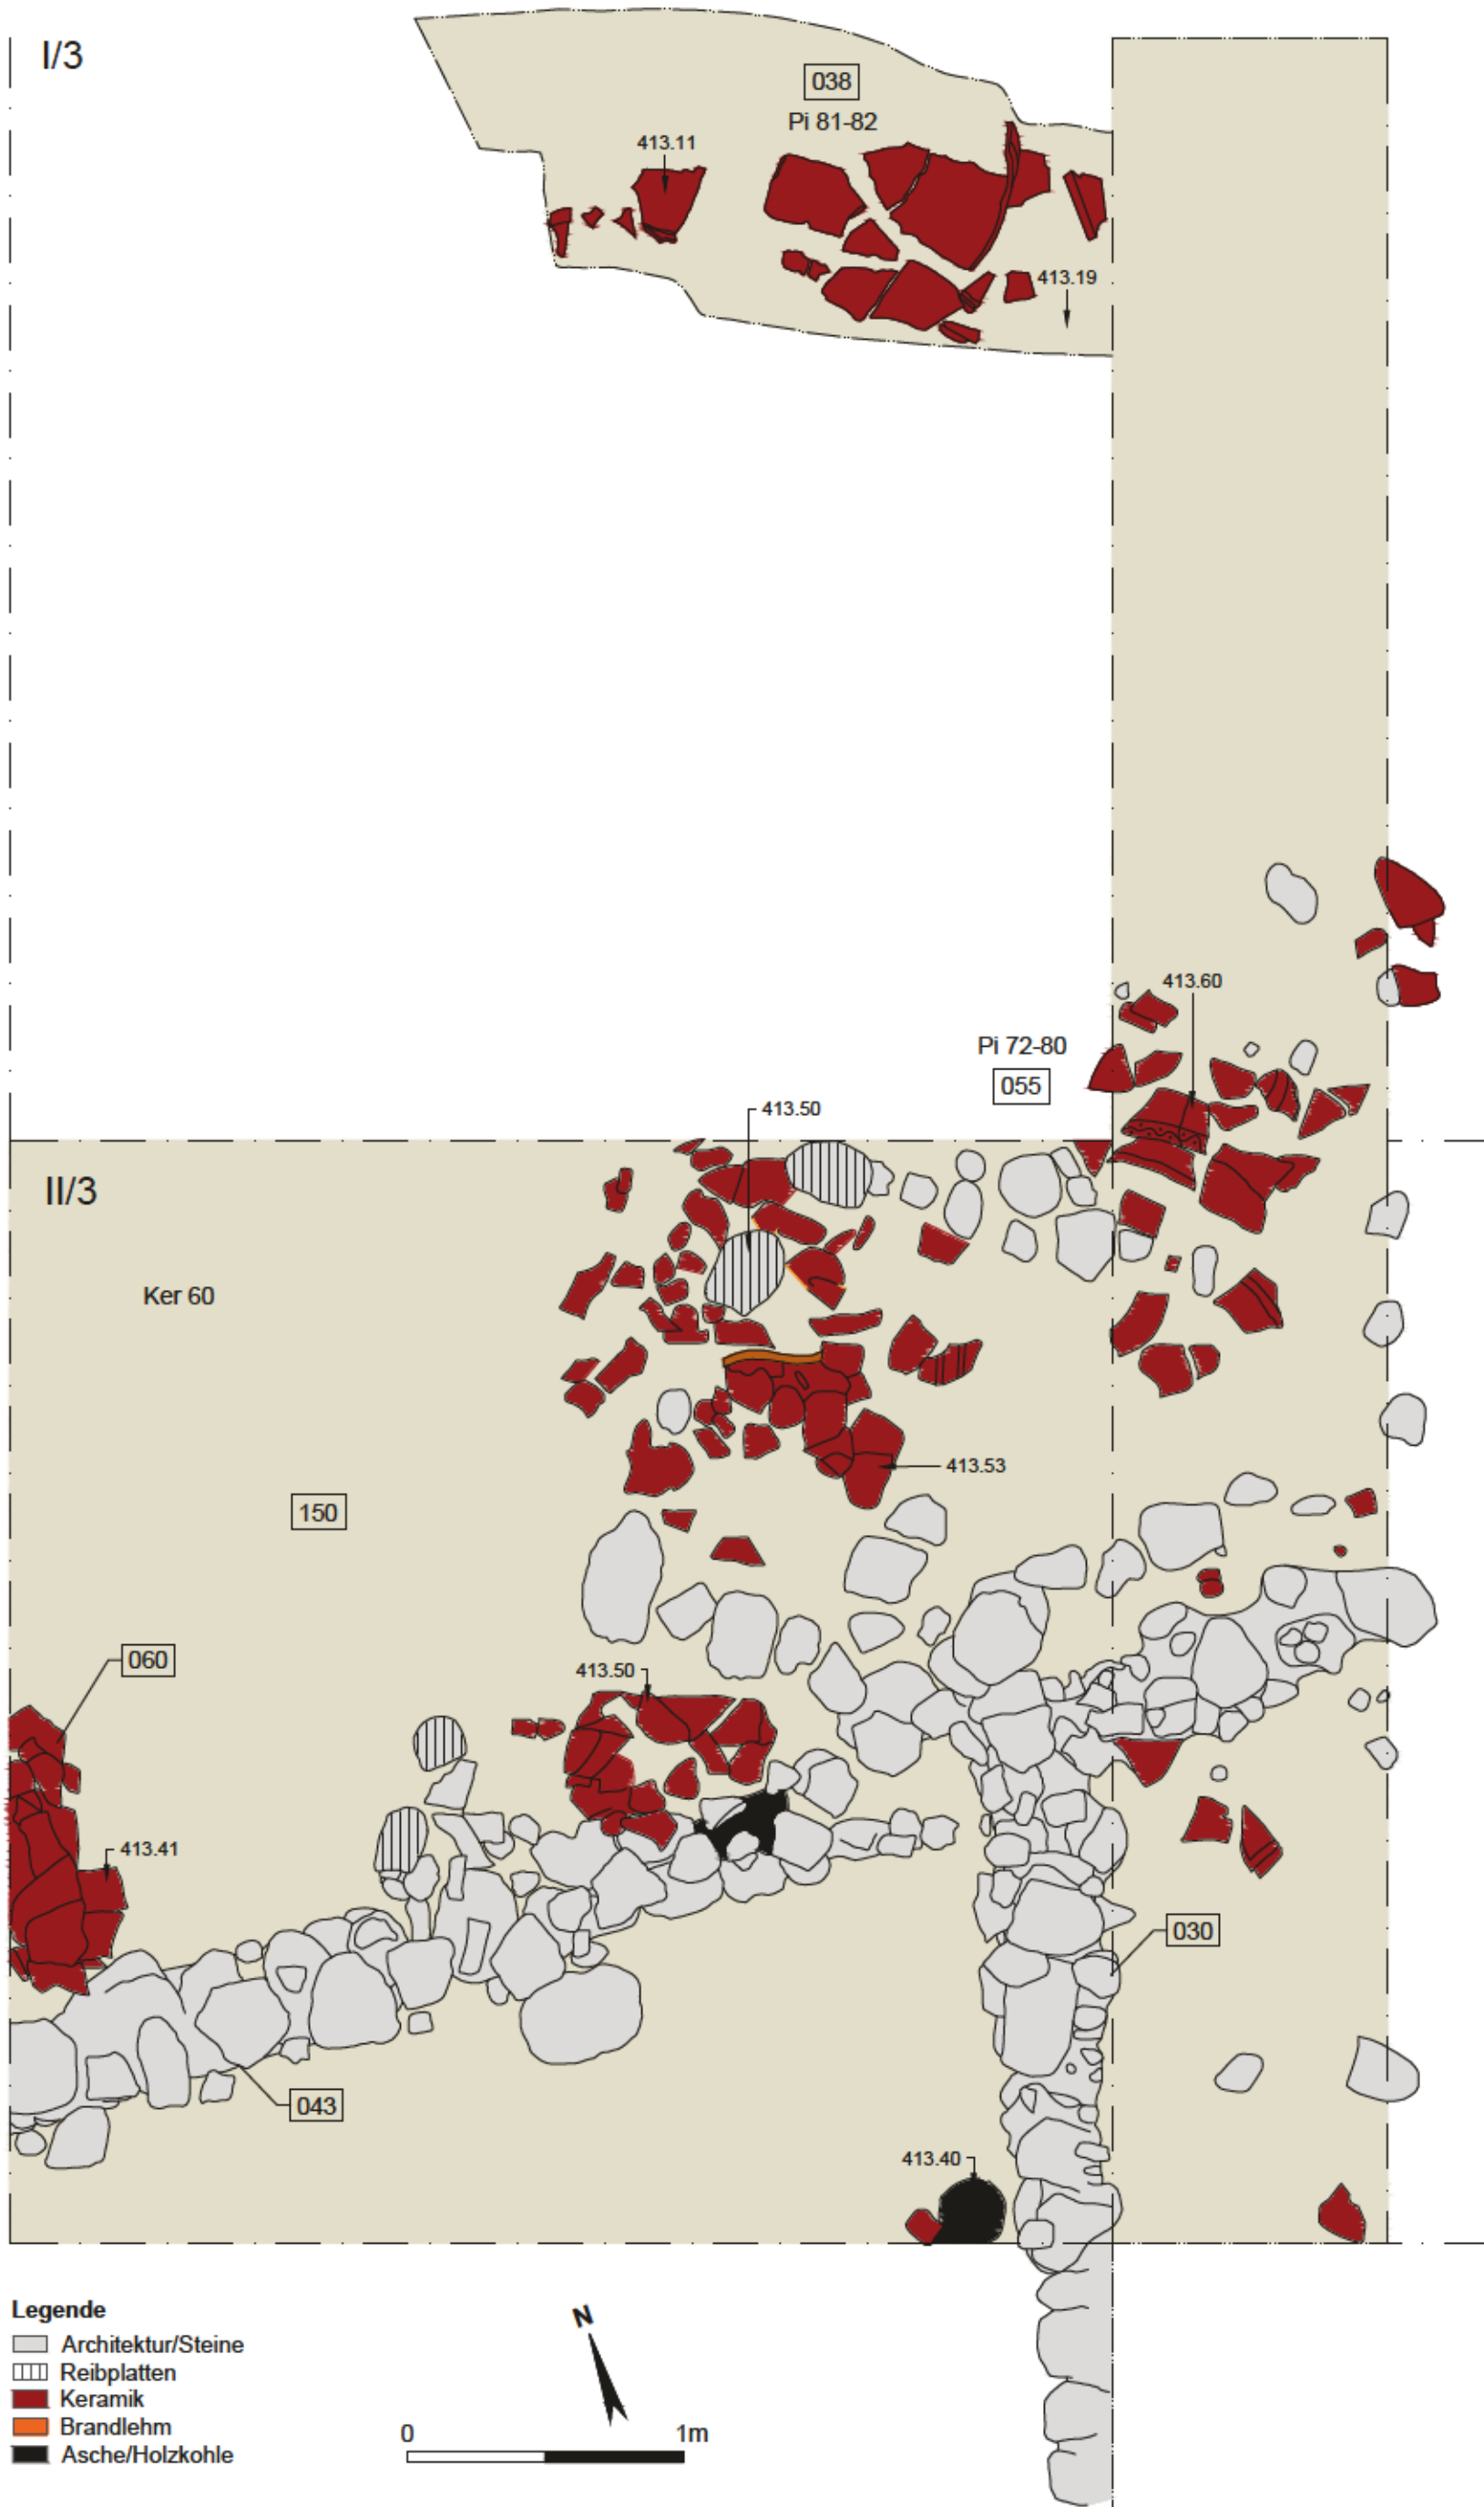 I/3
038
Pi 81-82
413.11
413.19
413.60
Pi 72-80
055
413.50
II/3
Ker 60
413.53
150
060
413.50
413.41
030
043
413.40
Legende
Architektur/Steine
Reibplatten
Keramik
Brandlehm
Asche/Holzkohle
N
0 1m